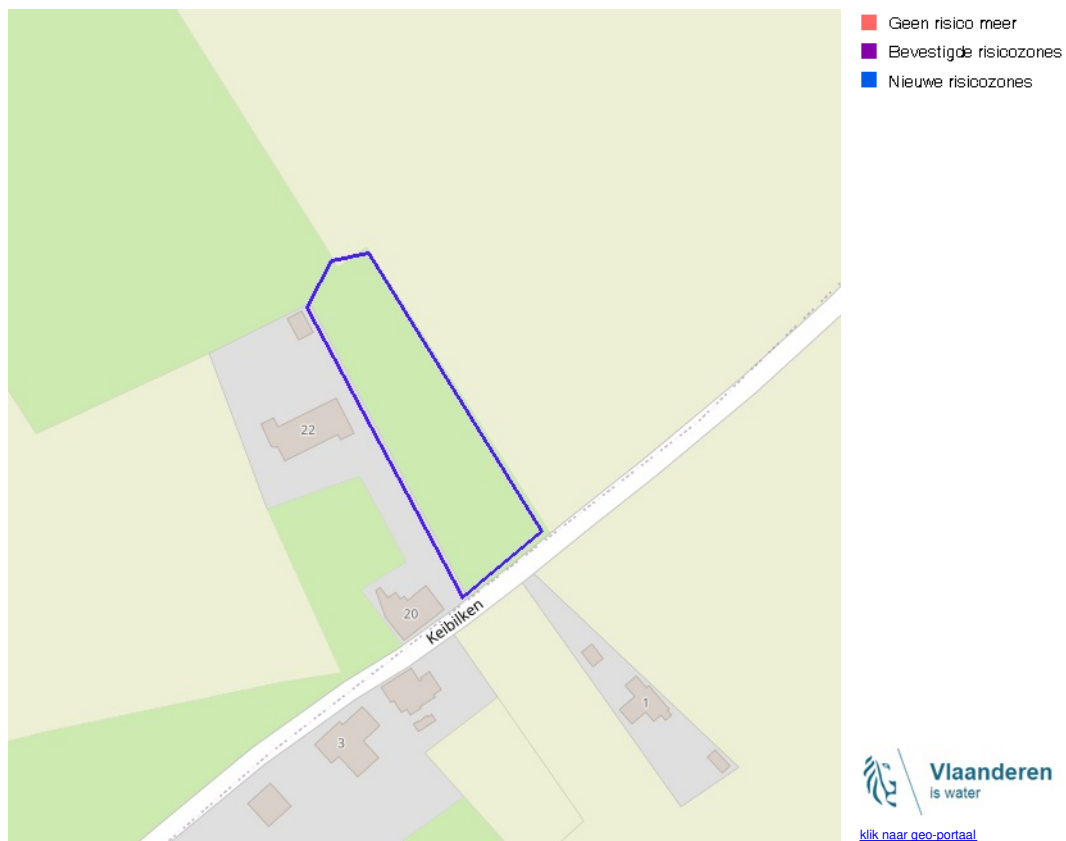 Geen risico meer
Bevestigde risicozones
Nieuwe risicozones
22
20
Keibilken
1
3
Vlaanderen
is water
klik naar geo-portaal